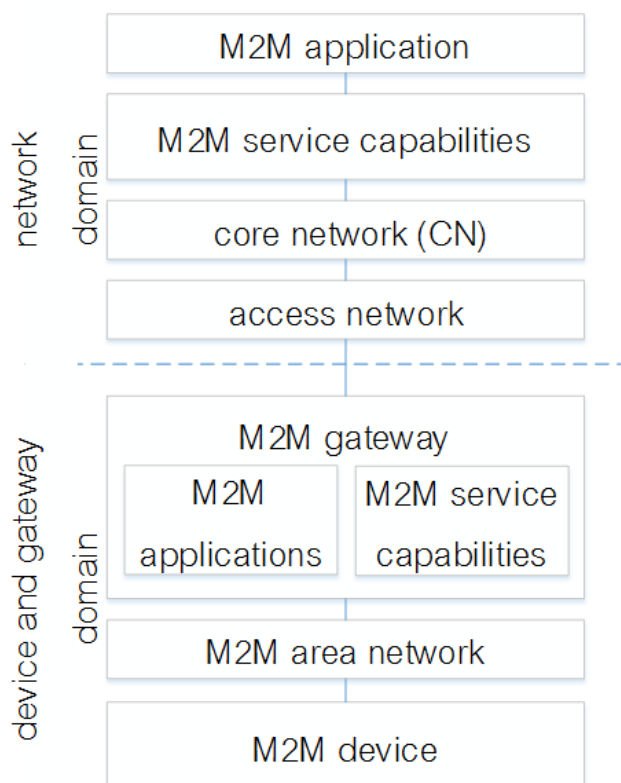 M2M application
M2M service capabilities
core network (CN)
access network
network
domain
M2M gateway
M2M
applications
M2M service
capabilities
M2M area network
M2M device
device and gateway
domain